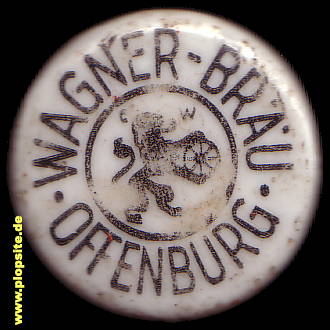 WAGNER-BRÄU
C W
• OFFENBURG •
www.plopsite.de